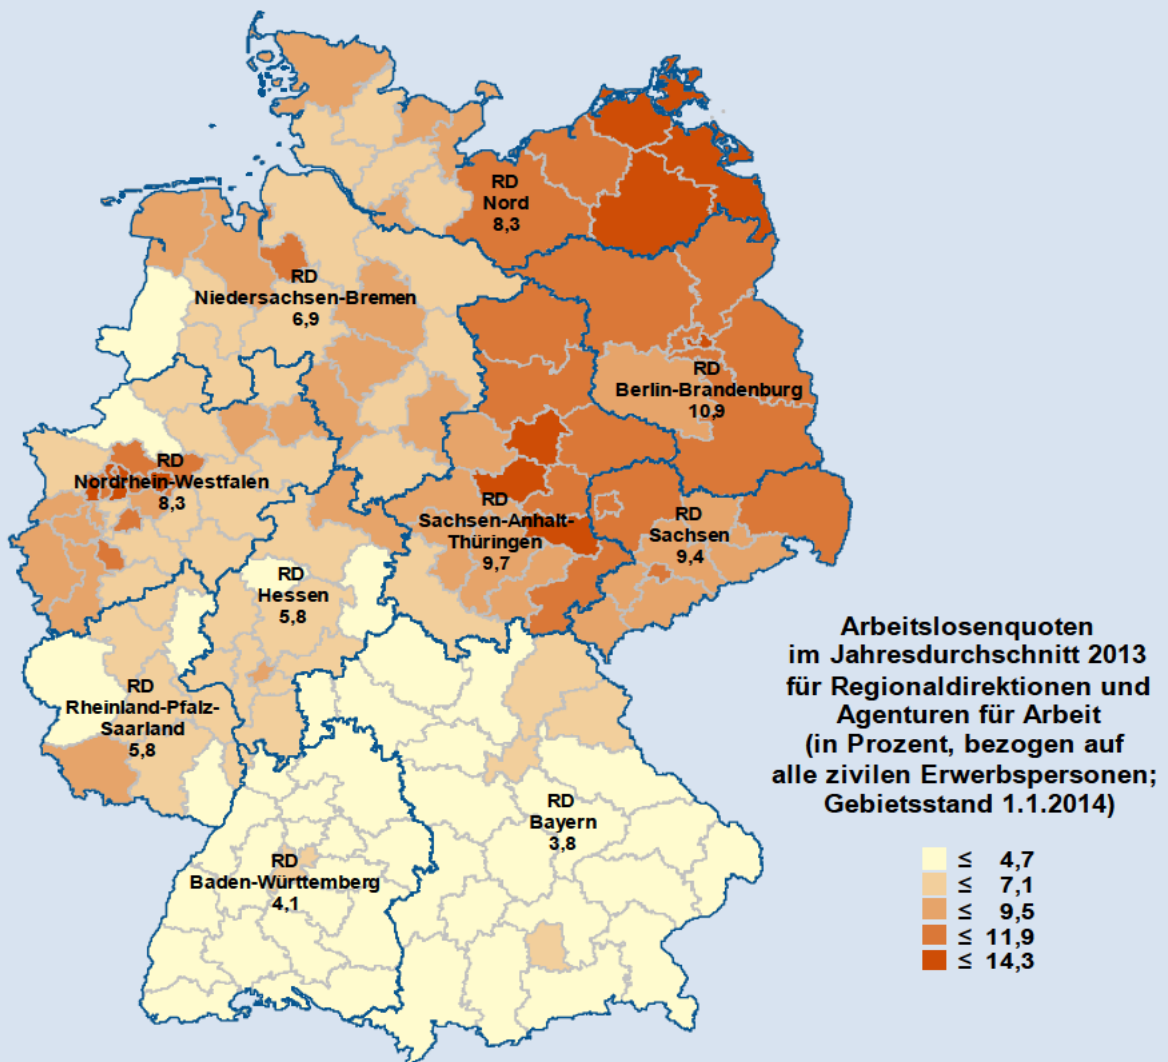 RD
Nord
8,3
RD
Niedersachsen-Bremen
6,9
RD
Berlin-Brandenburg
10,9
RD
Nordrhein-Westfalen
8,3
RD
Sachsen-Anhalt-
Thüringen
9,7
RD
Sachsen
9,4
RD
Hessen
5,8
RD
Rheinland-Pfalz-
Saarland
5,8
RD
Bayern
3,8
RD
Baden-Württemberg
4,1
Arbeitslosenquoten
im Jahresdurchschnitt 2013
für Regionaldirektionen und
Agenturen für Arbeit
(in Prozent, bezogen auf
alle zivilen Erwerbspersonen;
Gebietsstand 1.1.2014)
≤ 4,7
≤ 7,1
≤ 9,5
≤ 11,9
≤ 14,3